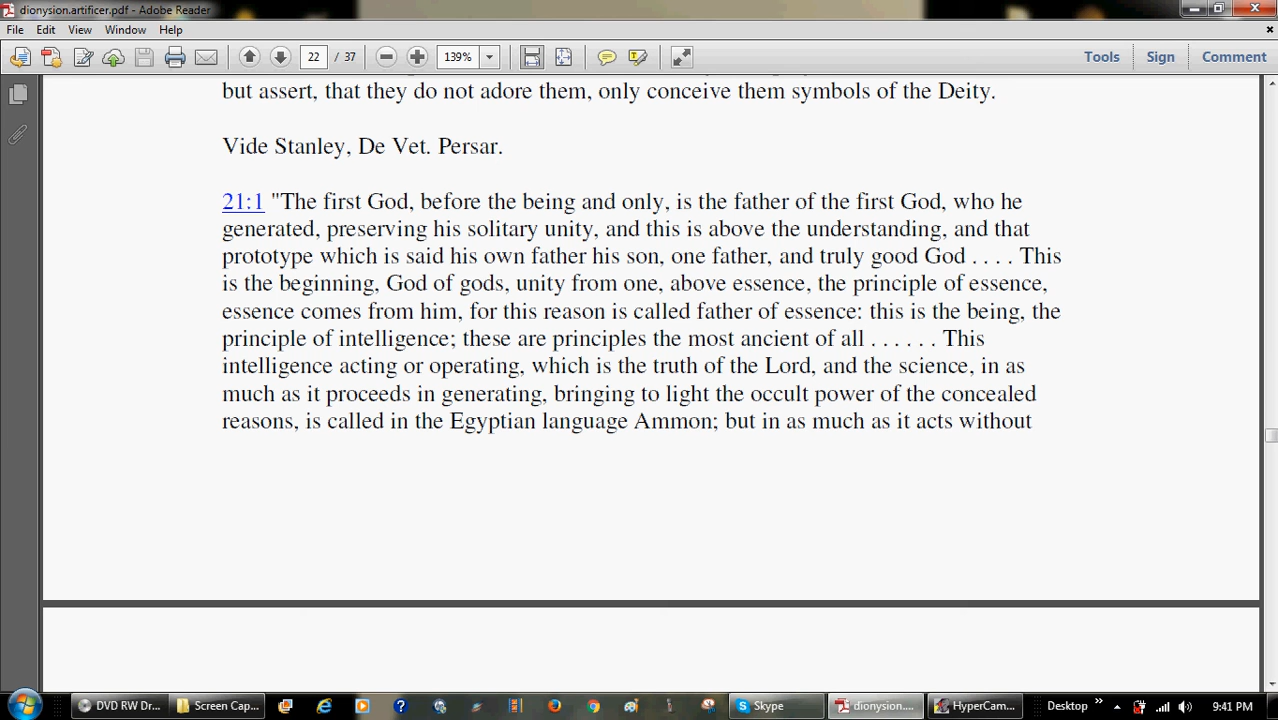 dionysion.artificer.pdf - Adobe Reader
File Edit View Window Help
22 / 37 139% Tools Sign Comment
but assert, that they do not adore them, only conceive them symbols of the Deity.
Vide Stanley, De Vet. Persar.
21:1 "The first God, before the being and only, is the father of the first God, who he
generated, preserving his solitary unity, and this is above the understanding, and that
prototype which is said his own father his son, one father, and truly good God . . . . This
is the beginning, God of gods, unity from one, above essence, the principle of essence,
essence comes from him, for this reason is called father of essence: this is the being, the
principle of intelligence; these are principles the most ancient of all . . . . . . This
intelligence acting or operating, which is the truth of the Lord, and the science, in as
much as it proceeds in generating, bringing to light the occult power of the concealed
reasons, is called in the Egyptian language Ammon; but in as much as it acts without
DVD RW Dr... Screen Cap... Skype dionysion.... HyperCam... Desktop 9:41 PM